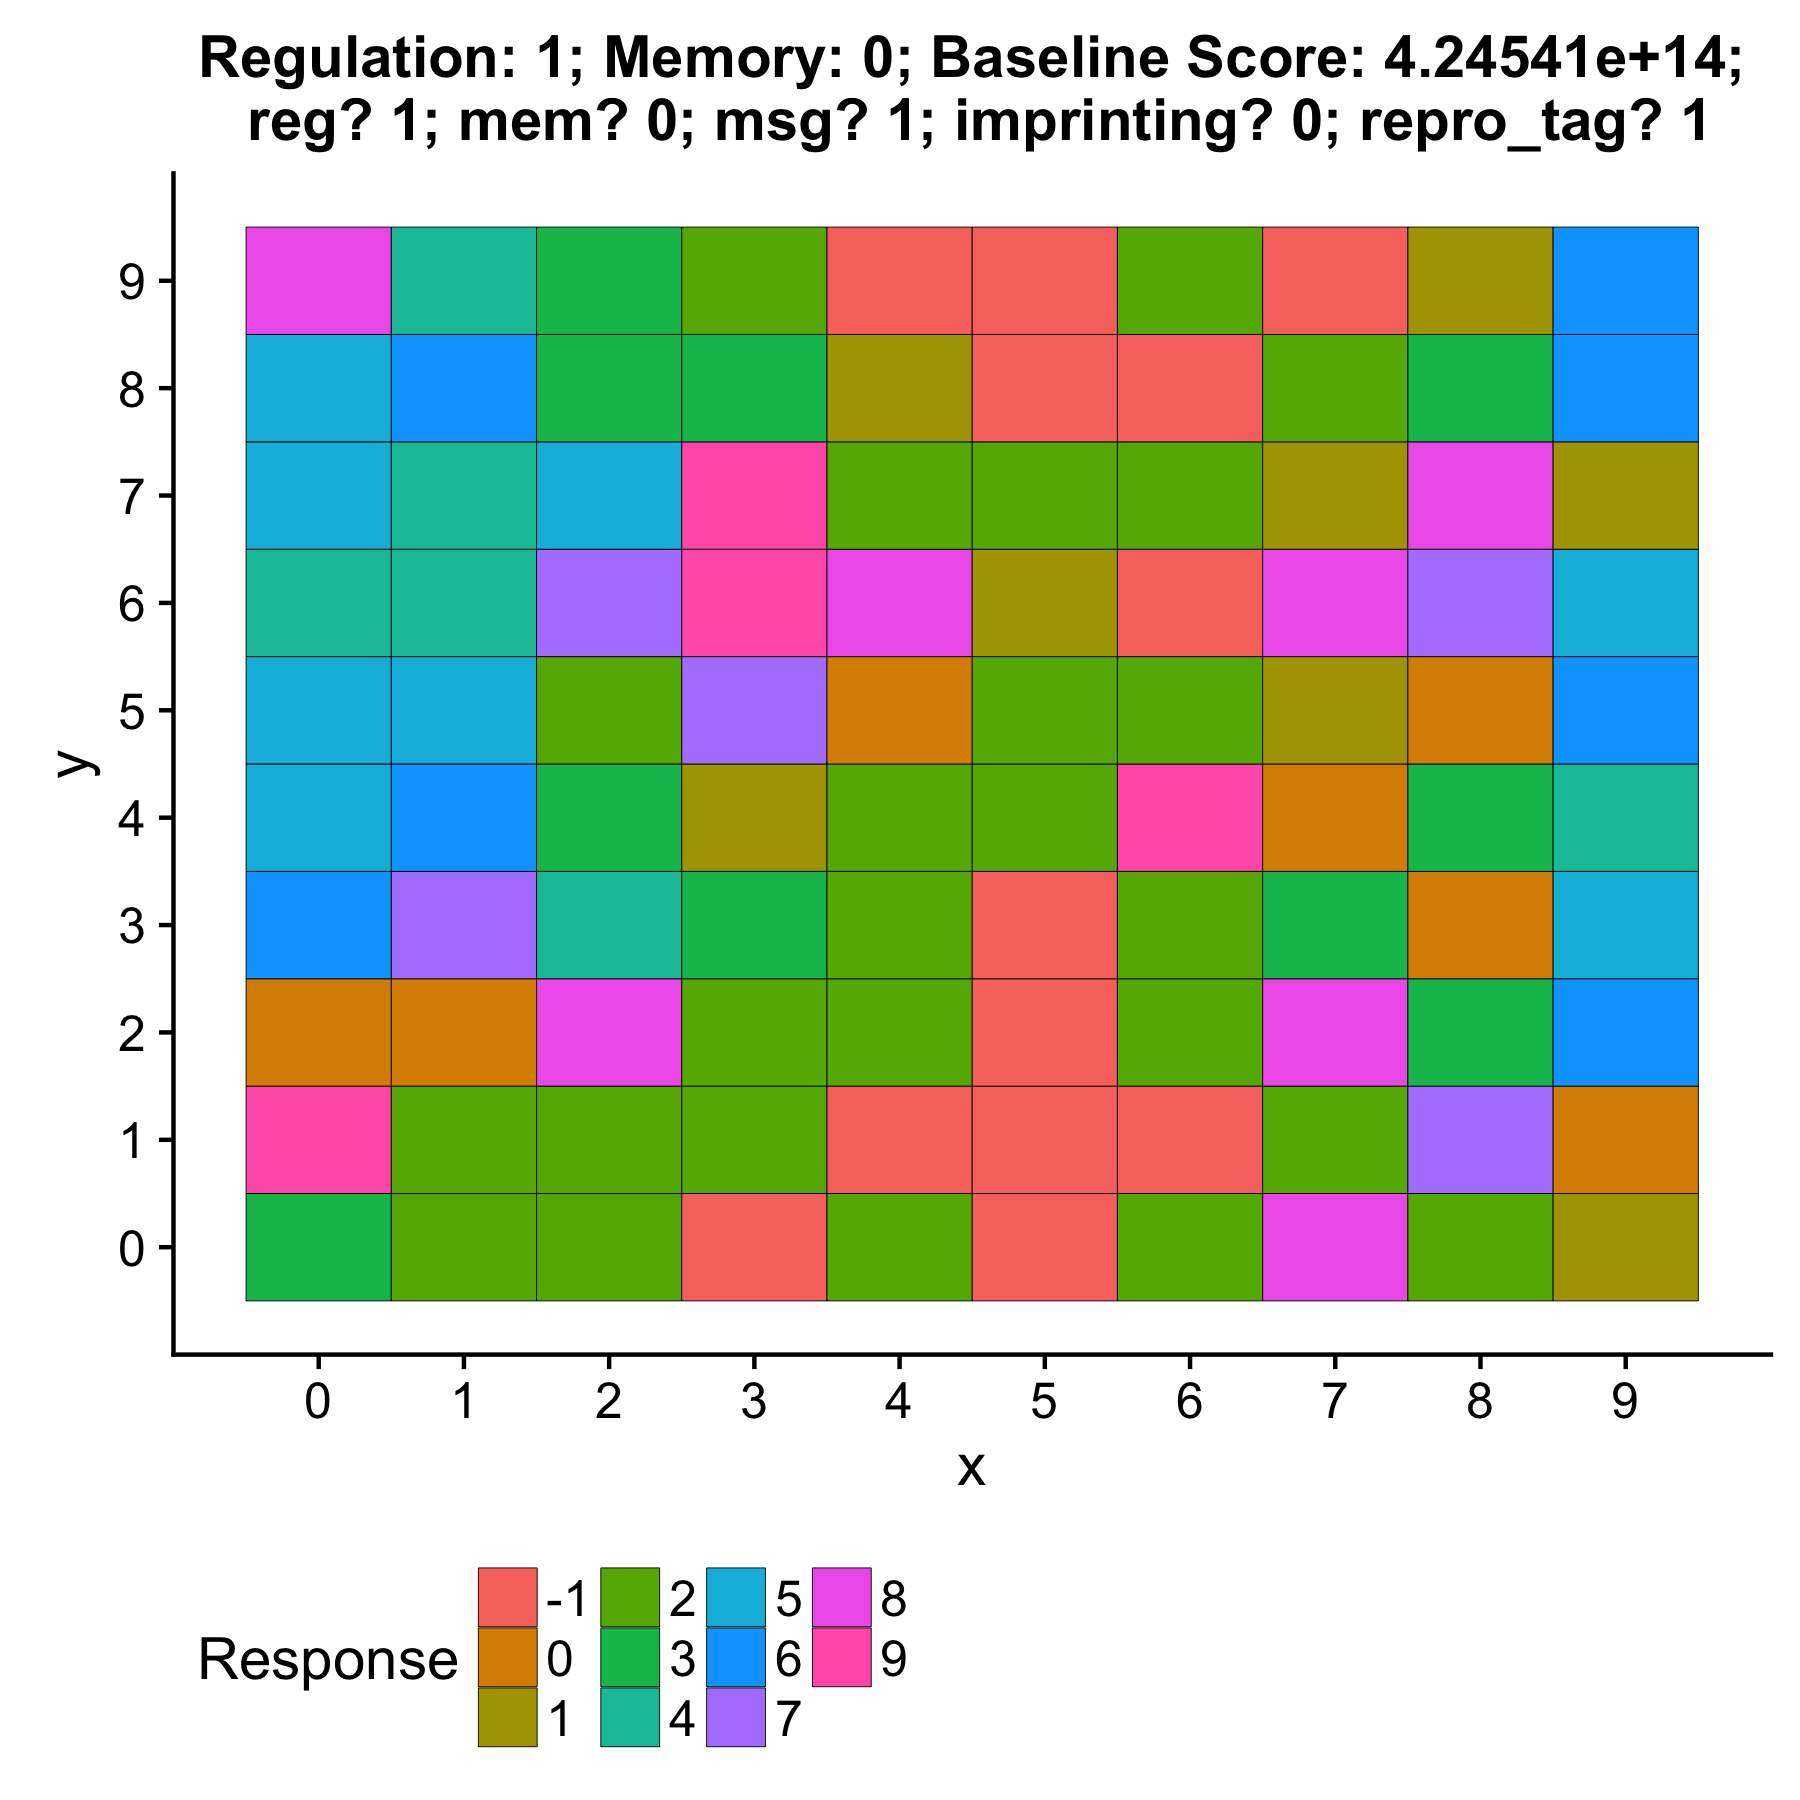 Regulation: 1; Memory: 0; Baseline Score: 4.24541e+14;
reg? 1; mem? 0; msg? 1; imprinting? 0; repro_tag? 1
9
8
7
6
5
4
3
2
1
0
y
0 1 2 3 4 5 6 7 8 9
x
Response
-1 2 5 8
0 3 6 9
1 4 7